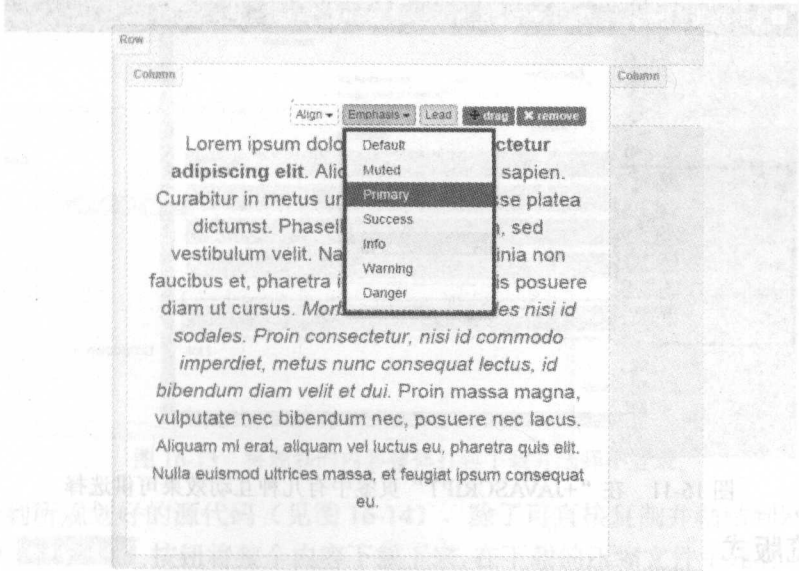 Row
Column
Column
Align
Emphasis
Lead
drag
remove
Default
Muted
Primary
Success
Info
Warning
Danger
Lorem ipsum dolo ctetur
adipiscing elit. Alic sapien.
Curabitur in metus ur sse platea
dictumst. Phasell , sed
vestibulum velit. Na inia non
faucibus et, pharetra i is posuere
diam ut cursus. Morb es nisi id
sodales. Proin consectetur, nisi id commodo
imperdiet, metus nunc consequat lectus, id
bibendum diam velit et dui. Proin massa magna,
vulputate nec bibendum nec, posuere nec lacus.
Aliquam mi erat, aliquam vel luctus eu, pharetra quis elit.
Nulla euismod ultrices massa, et feugiat ipsum consequat
eu.